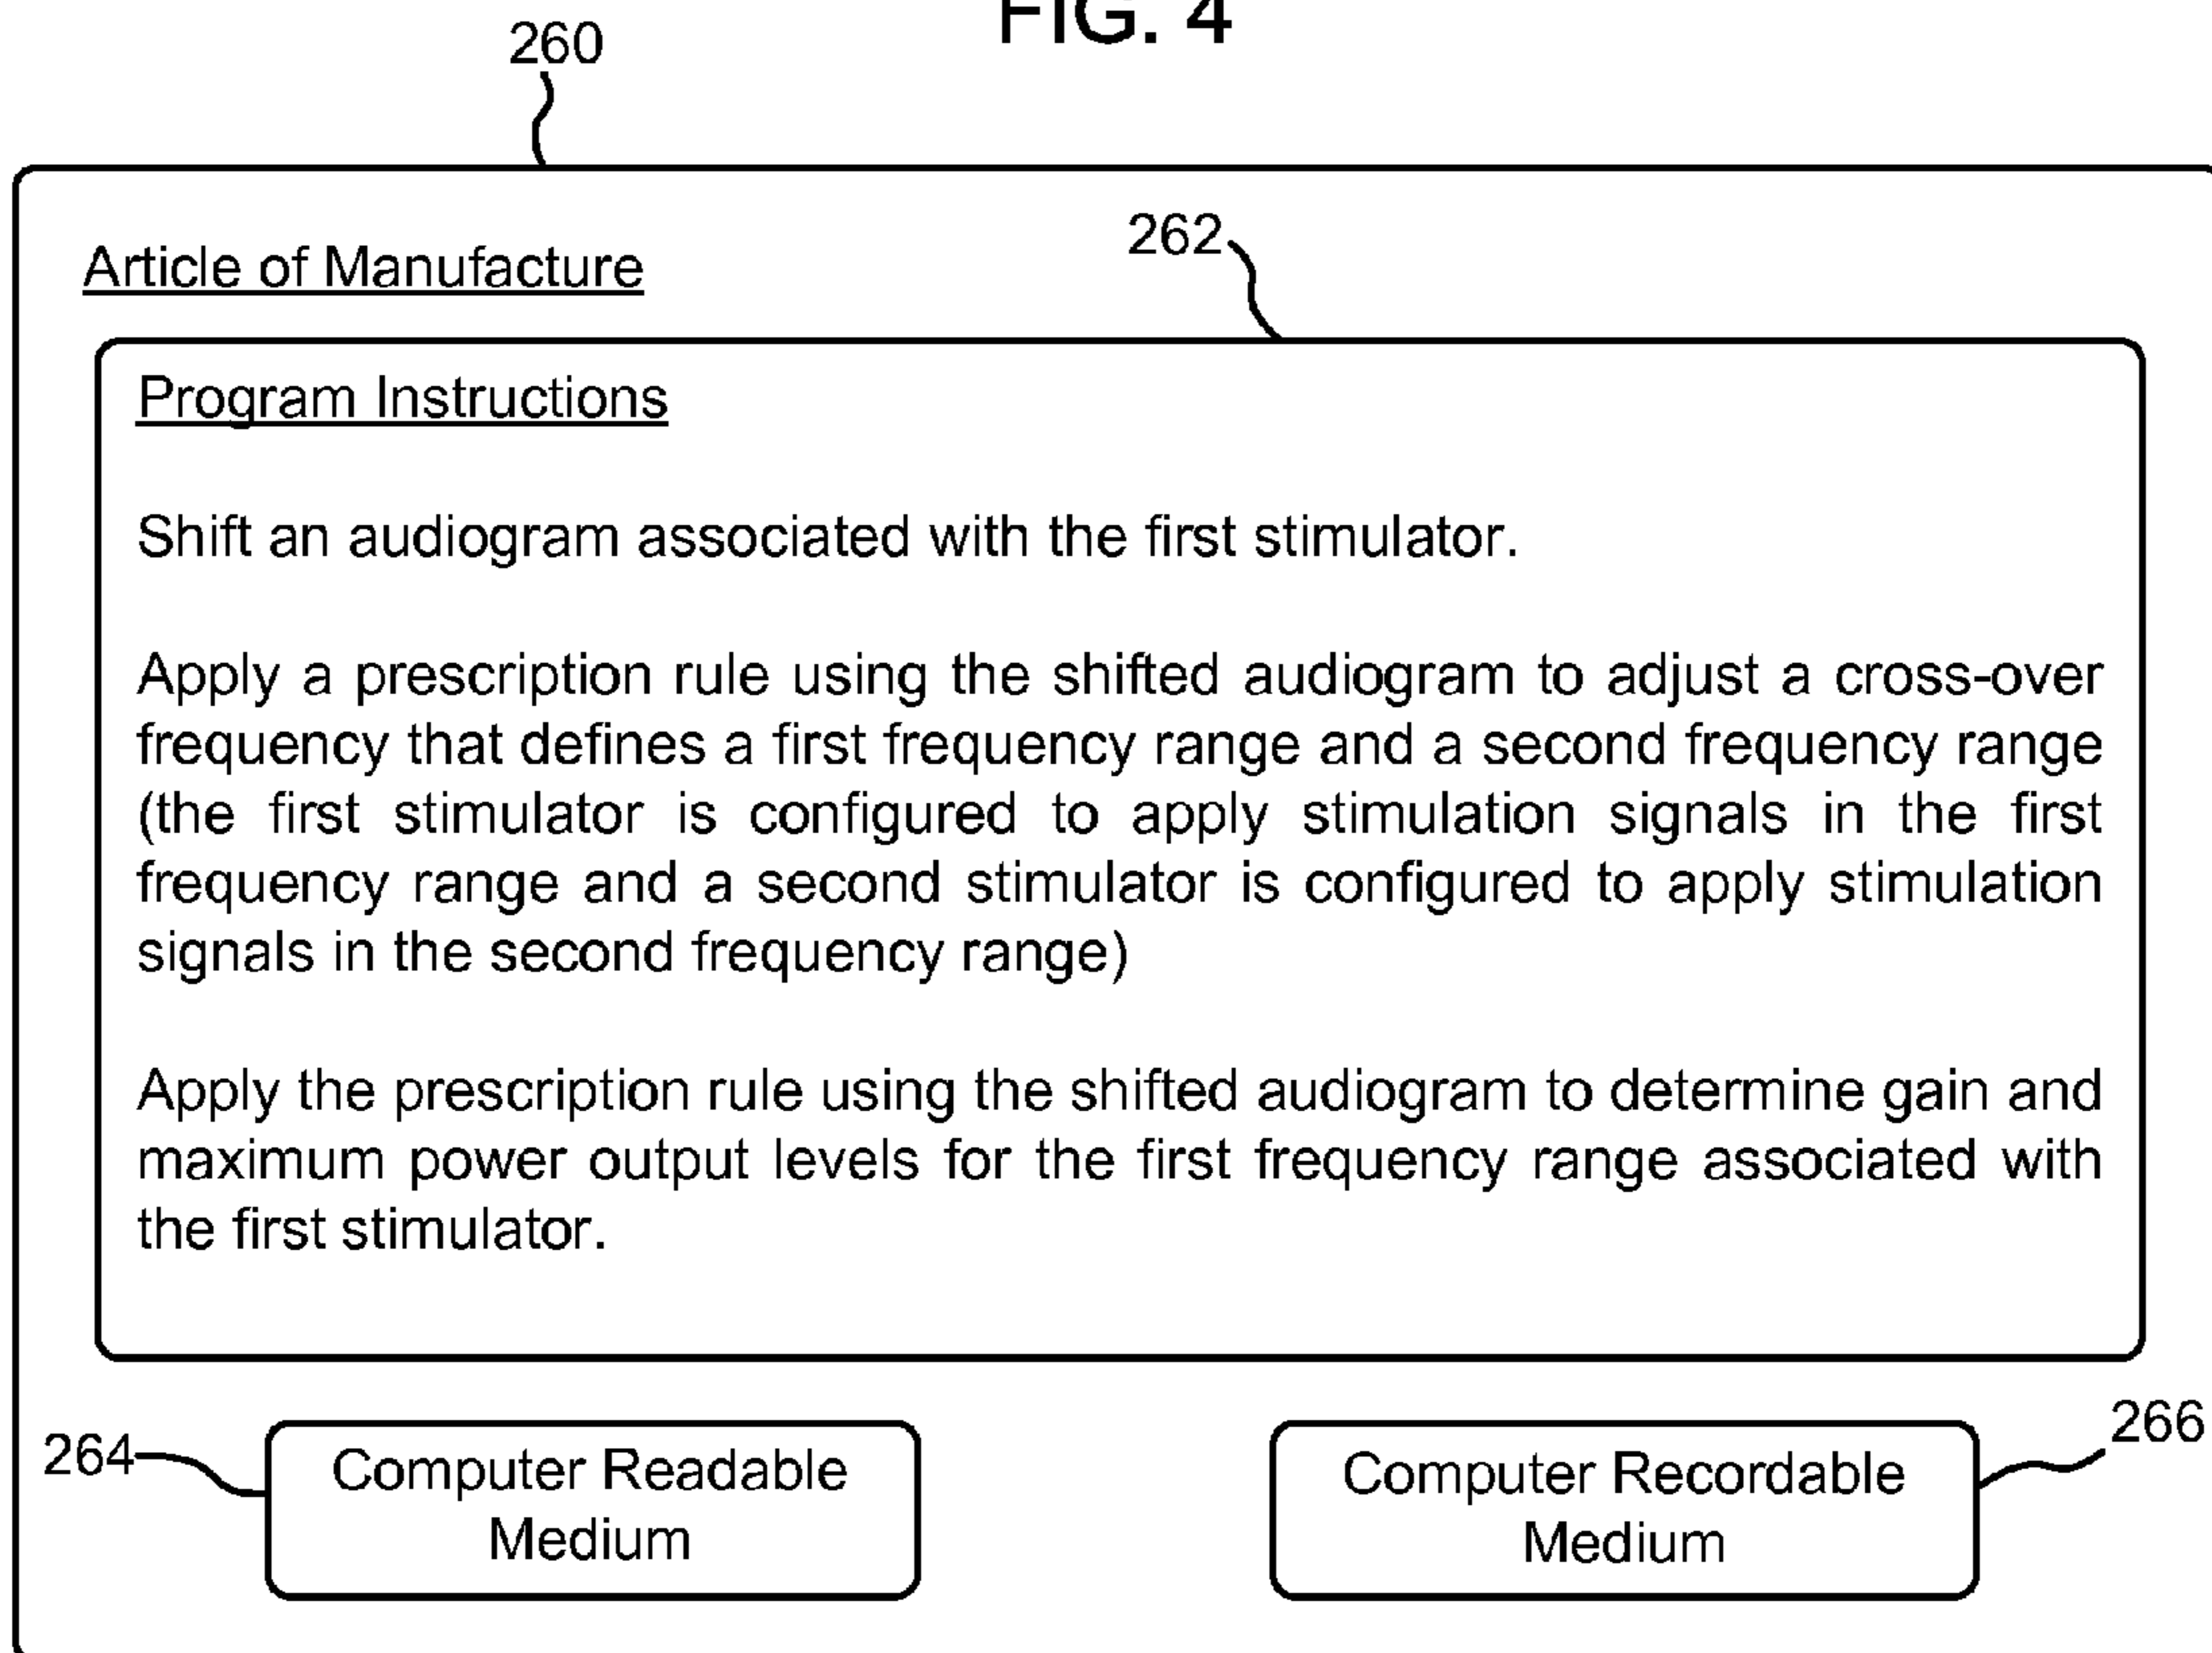 FIG. 4
260
Article of Manufacture
262
Program Instructions
Shift an audiogram associated with the first stimulator.
Apply a prescription rule using the shifted audiogram to adjust a cross-over
frequency that defines a first frequency range and a second frequency range
(the first stimulator is configured to apply stimulation signals in the first
frequency range and a second stimulator is configured to apply stimulation
signals in the second frequency range)
Apply the prescription rule using the shifted audiogram to determine gain and
maximum power output levels for the first frequency range associated with
the first stimulator.
264
Computer Readable
Medium
Computer Recordable
Medium
266